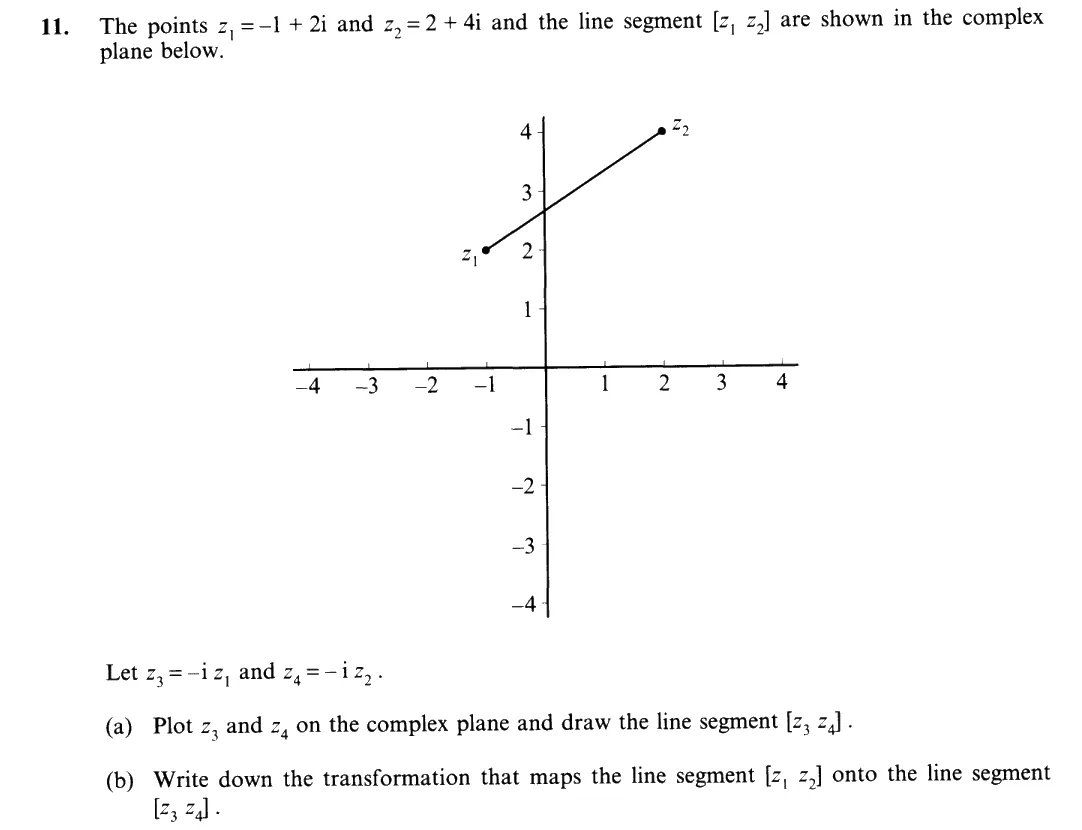 11. The points z₁ = –1 + 2i and z₂ = 2 + 4i and the line segment [z₁ z₂] are shown in the complex
plane below.
4
z₂
3
z₁
2
1
–4 –3 –2 –1 1 2 3 4
–1
–2
–3
–4
Let z₃ = –i z₁ and z₄ = – i z₂ .
(a) Plot z₃ and z₄ on the complex plane and draw the line segment [z₃ z₄] .
(b) Write down the transformation that maps the line segment [z₁ z₂] onto the line segment
[z₃ z₄] .